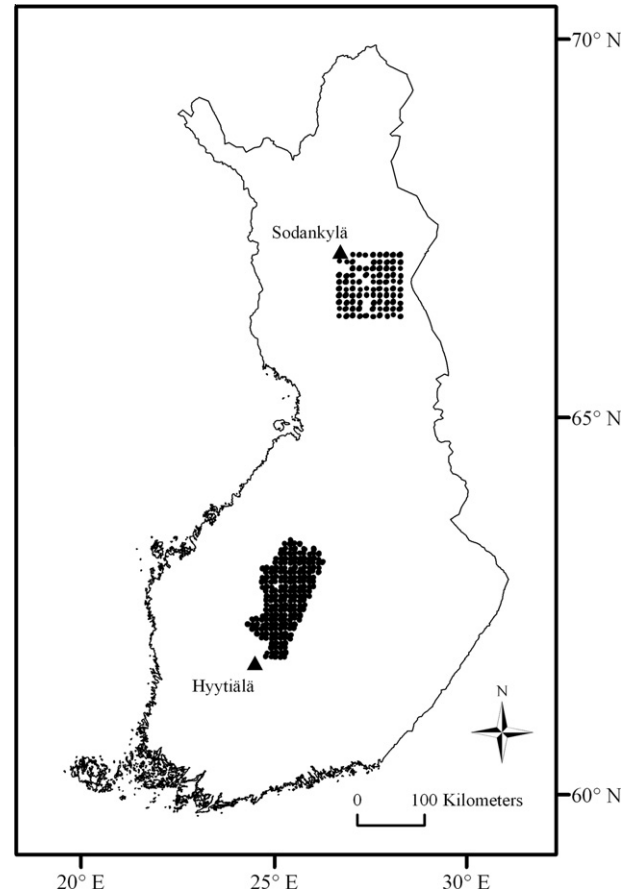 70° N
Sodankylä
65° N
Hyytiälä
N
0 100 Kilometers
60° N
20° E 25° E 30° E